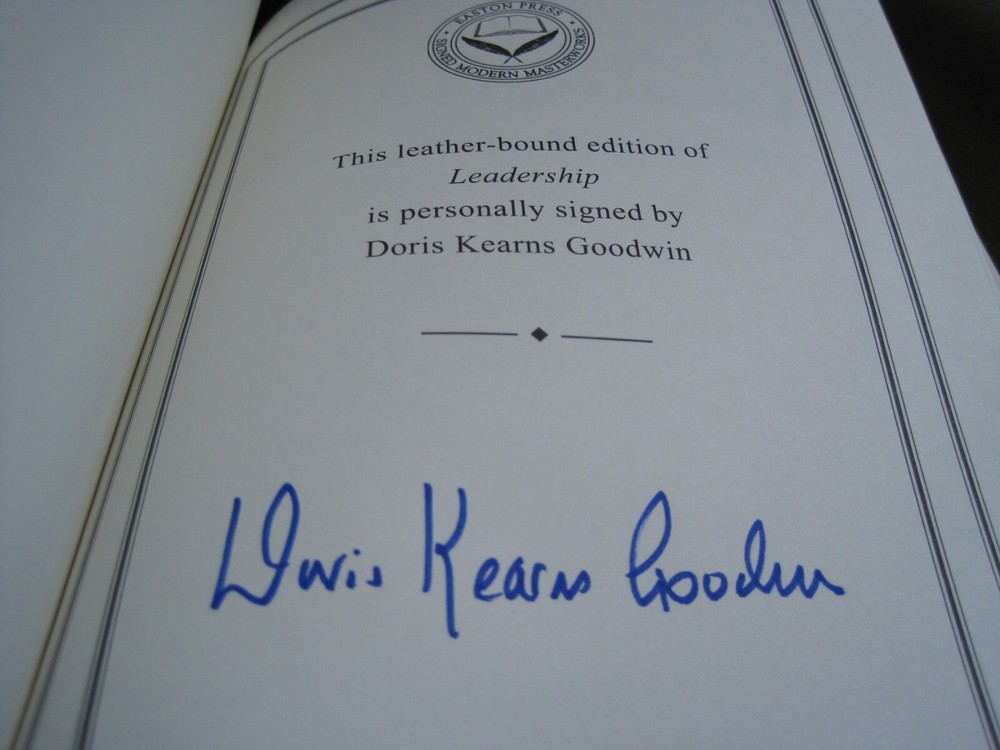 EASTON PRESS
SIGNED MODERN MASTERWORKS
This leather-bound edition of
Leadership
is personally signed by
Doris Kearns Goodwin
Doris Kearns Goodwin